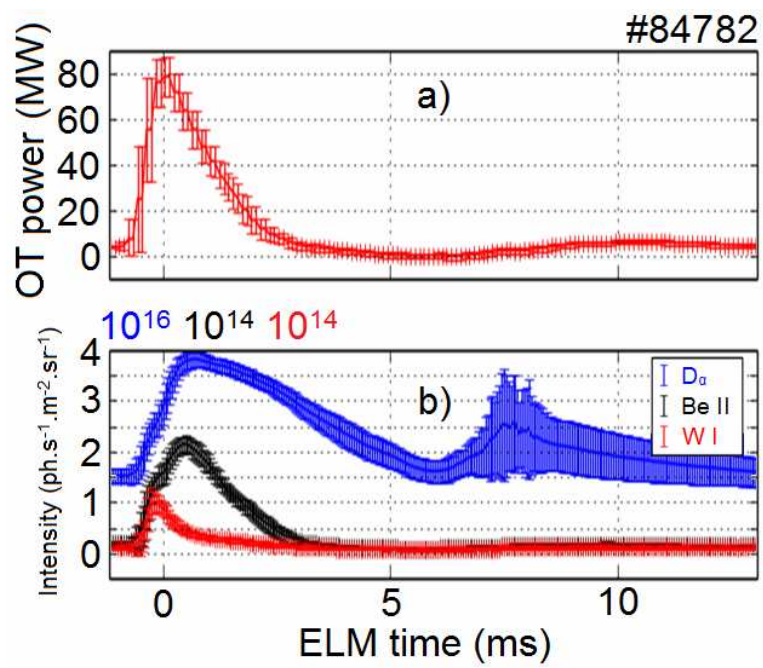 #84782
OT power (MW)
80
60
40
20
0
a)
10¹⁶ 10¹⁴ 10¹⁴
Intensity (ph.s⁻¹.m⁻².sr⁻¹)
4
3
2
1
0
b)
Dα
Be II
W I
0 5 10
ELM time (ms)